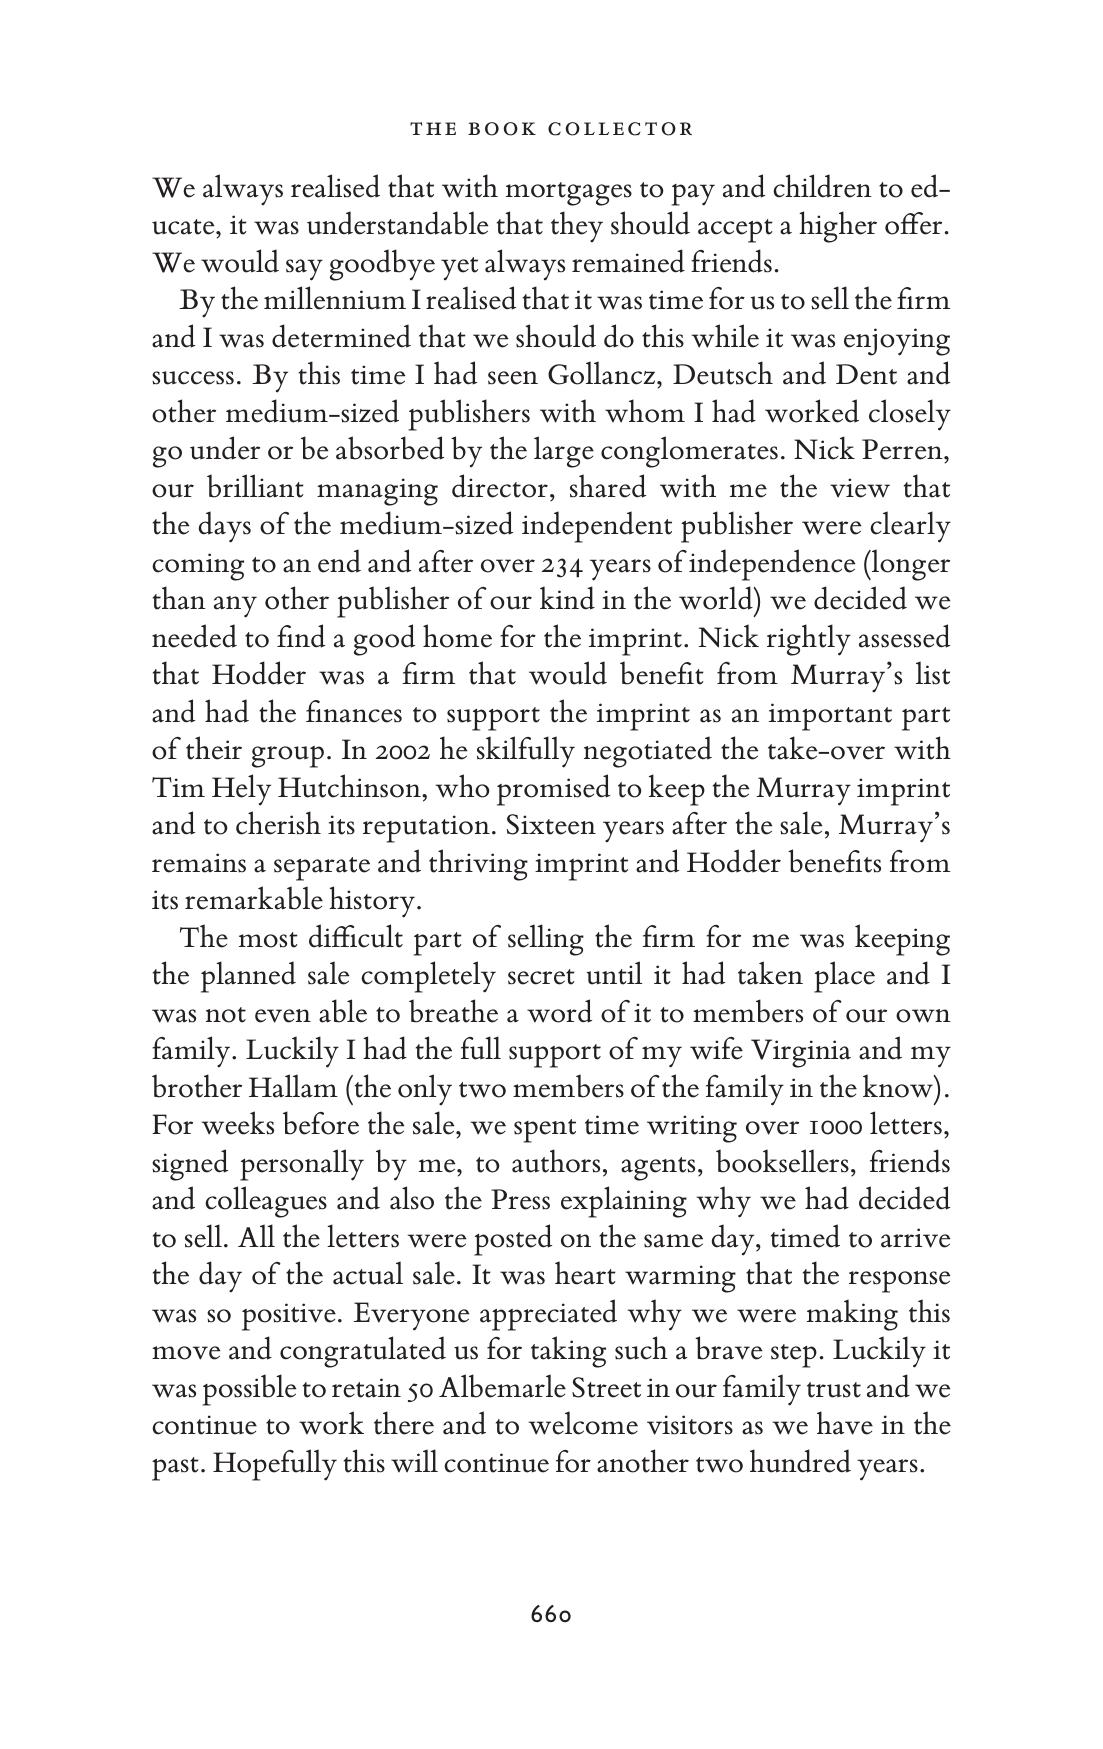 THE BOOK COLLECTOR
We always realised that with mortgages to pay and children to ed-
ucate, it was understandable that they should accept a higher offer.
We would say goodbye yet always remained friends.
By the millennium I realised that it was time for us to sell the firm
and I was determined that we should do this while it was enjoying
success. By this time I had seen Gollancz, Deutsch and Dent and
other medium-sized publishers with whom I had worked closely
go under or be absorbed by the large conglomerates. Nick Perren,
our brilliant managing director, shared with me the view that
the days of the medium-sized independent publisher were clearly
coming to an end and after over 234 years of independence (longer
than any other publisher of our kind in the world) we decided we
needed to find a good home for the imprint. Nick rightly assessed
that Hodder was a firm that would benefit from Murray’s list
and had the finances to support the imprint as an important part
of their group. In 2002 he skilfully negotiated the take-over with
Tim Hely Hutchinson, who promised to keep the Murray imprint
and to cherish its reputation. Sixteen years after the sale, Murray’s
remains a separate and thriving imprint and Hodder benefits from
its remarkable history.
The most difficult part of selling the firm for me was keeping
the planned sale completely secret until it had taken place and I
was not even able to breathe a word of it to members of our own
family. Luckily I had the full support of my wife Virginia and my
brother Hallam (the only two members of the family in the know).
For weeks before the sale, we spent time writing over 1000 letters,
signed personally by me, to authors, agents, booksellers, friends
and colleagues and also the Press explaining why we had decided
to sell. All the letters were posted on the same day, timed to arrive
the day of the actual sale. It was heart warming that the response
was so positive. Everyone appreciated why we were making this
move and congratulated us for taking such a brave step. Luckily it
was possible to retain 50 Albemarle Street in our family trust and we
continue to work there and to welcome visitors as we have in the
past. Hopefully this will continue for another two hundred years.
660